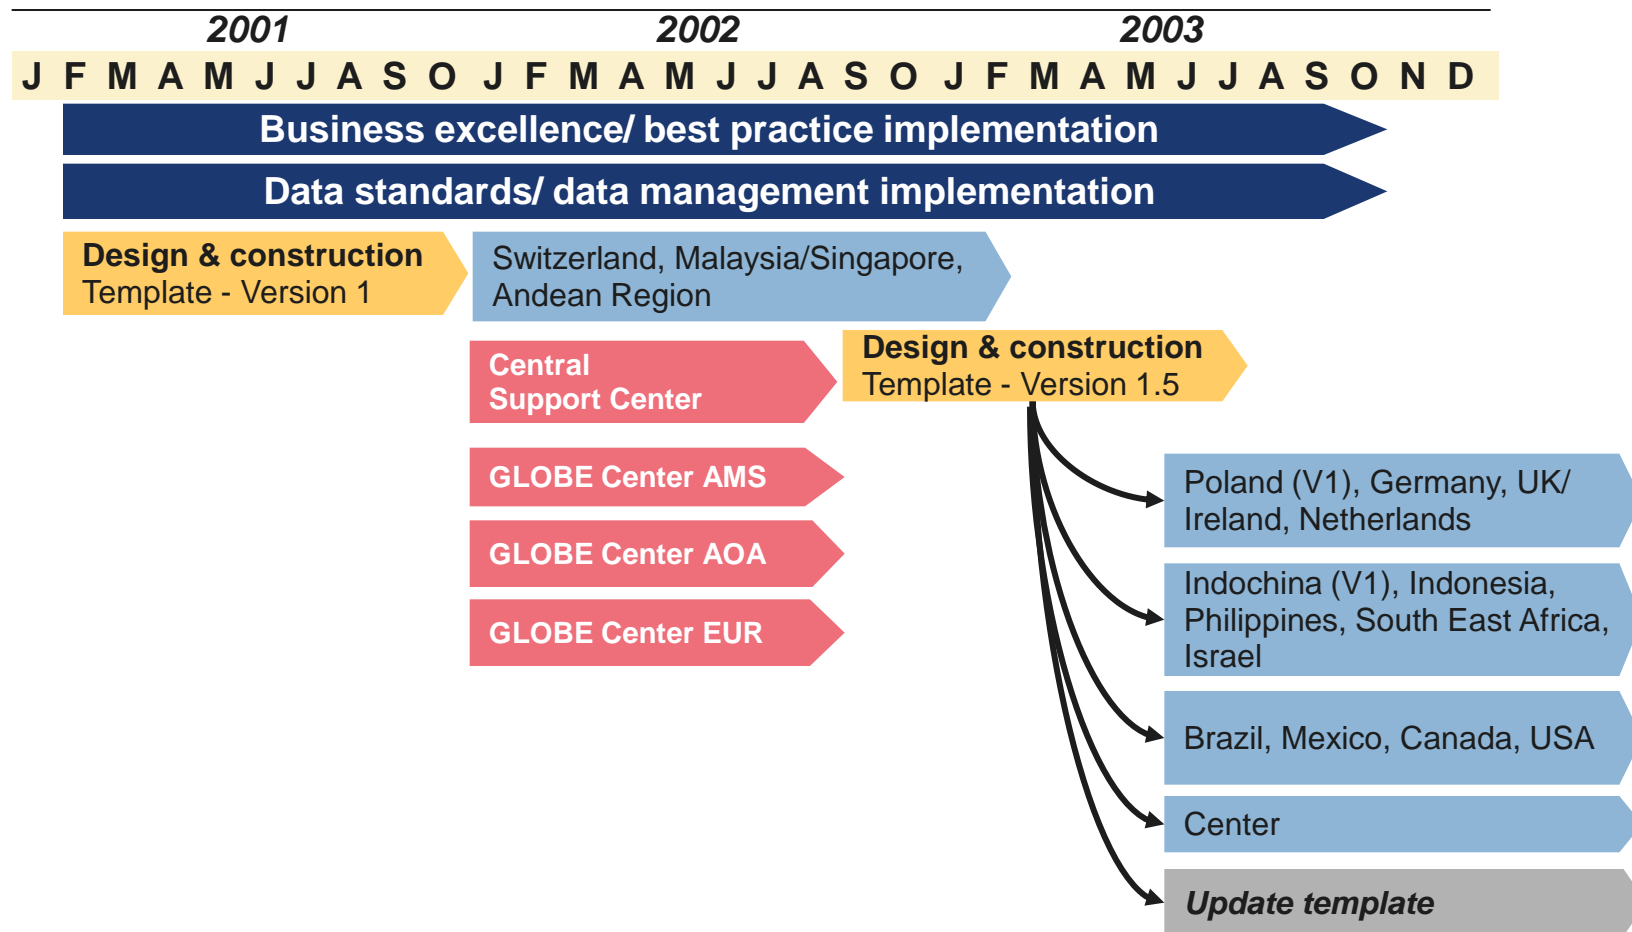 2001 2002 2003
J F M A M J J A S O J F M A M J J A S O J F M A M J J A S O N D
Business excellence/ best practice implementation
Data standards/ data management implementation
Design & construction
Template - Version 1
Switzerland, Malaysia/Singapore,
Andean Region
Central
Support Center
Design & construction
Template - Version 1.5
GLOBE Center AMS
GLOBE Center AOA
GLOBE Center EUR
Poland (V1), Germany, UK/
Ireland, Netherlands
Indochina (V1), Indonesia,
Philippines, South East Africa,
Israel
Brazil, Mexico, Canada, USA
Center
Update template